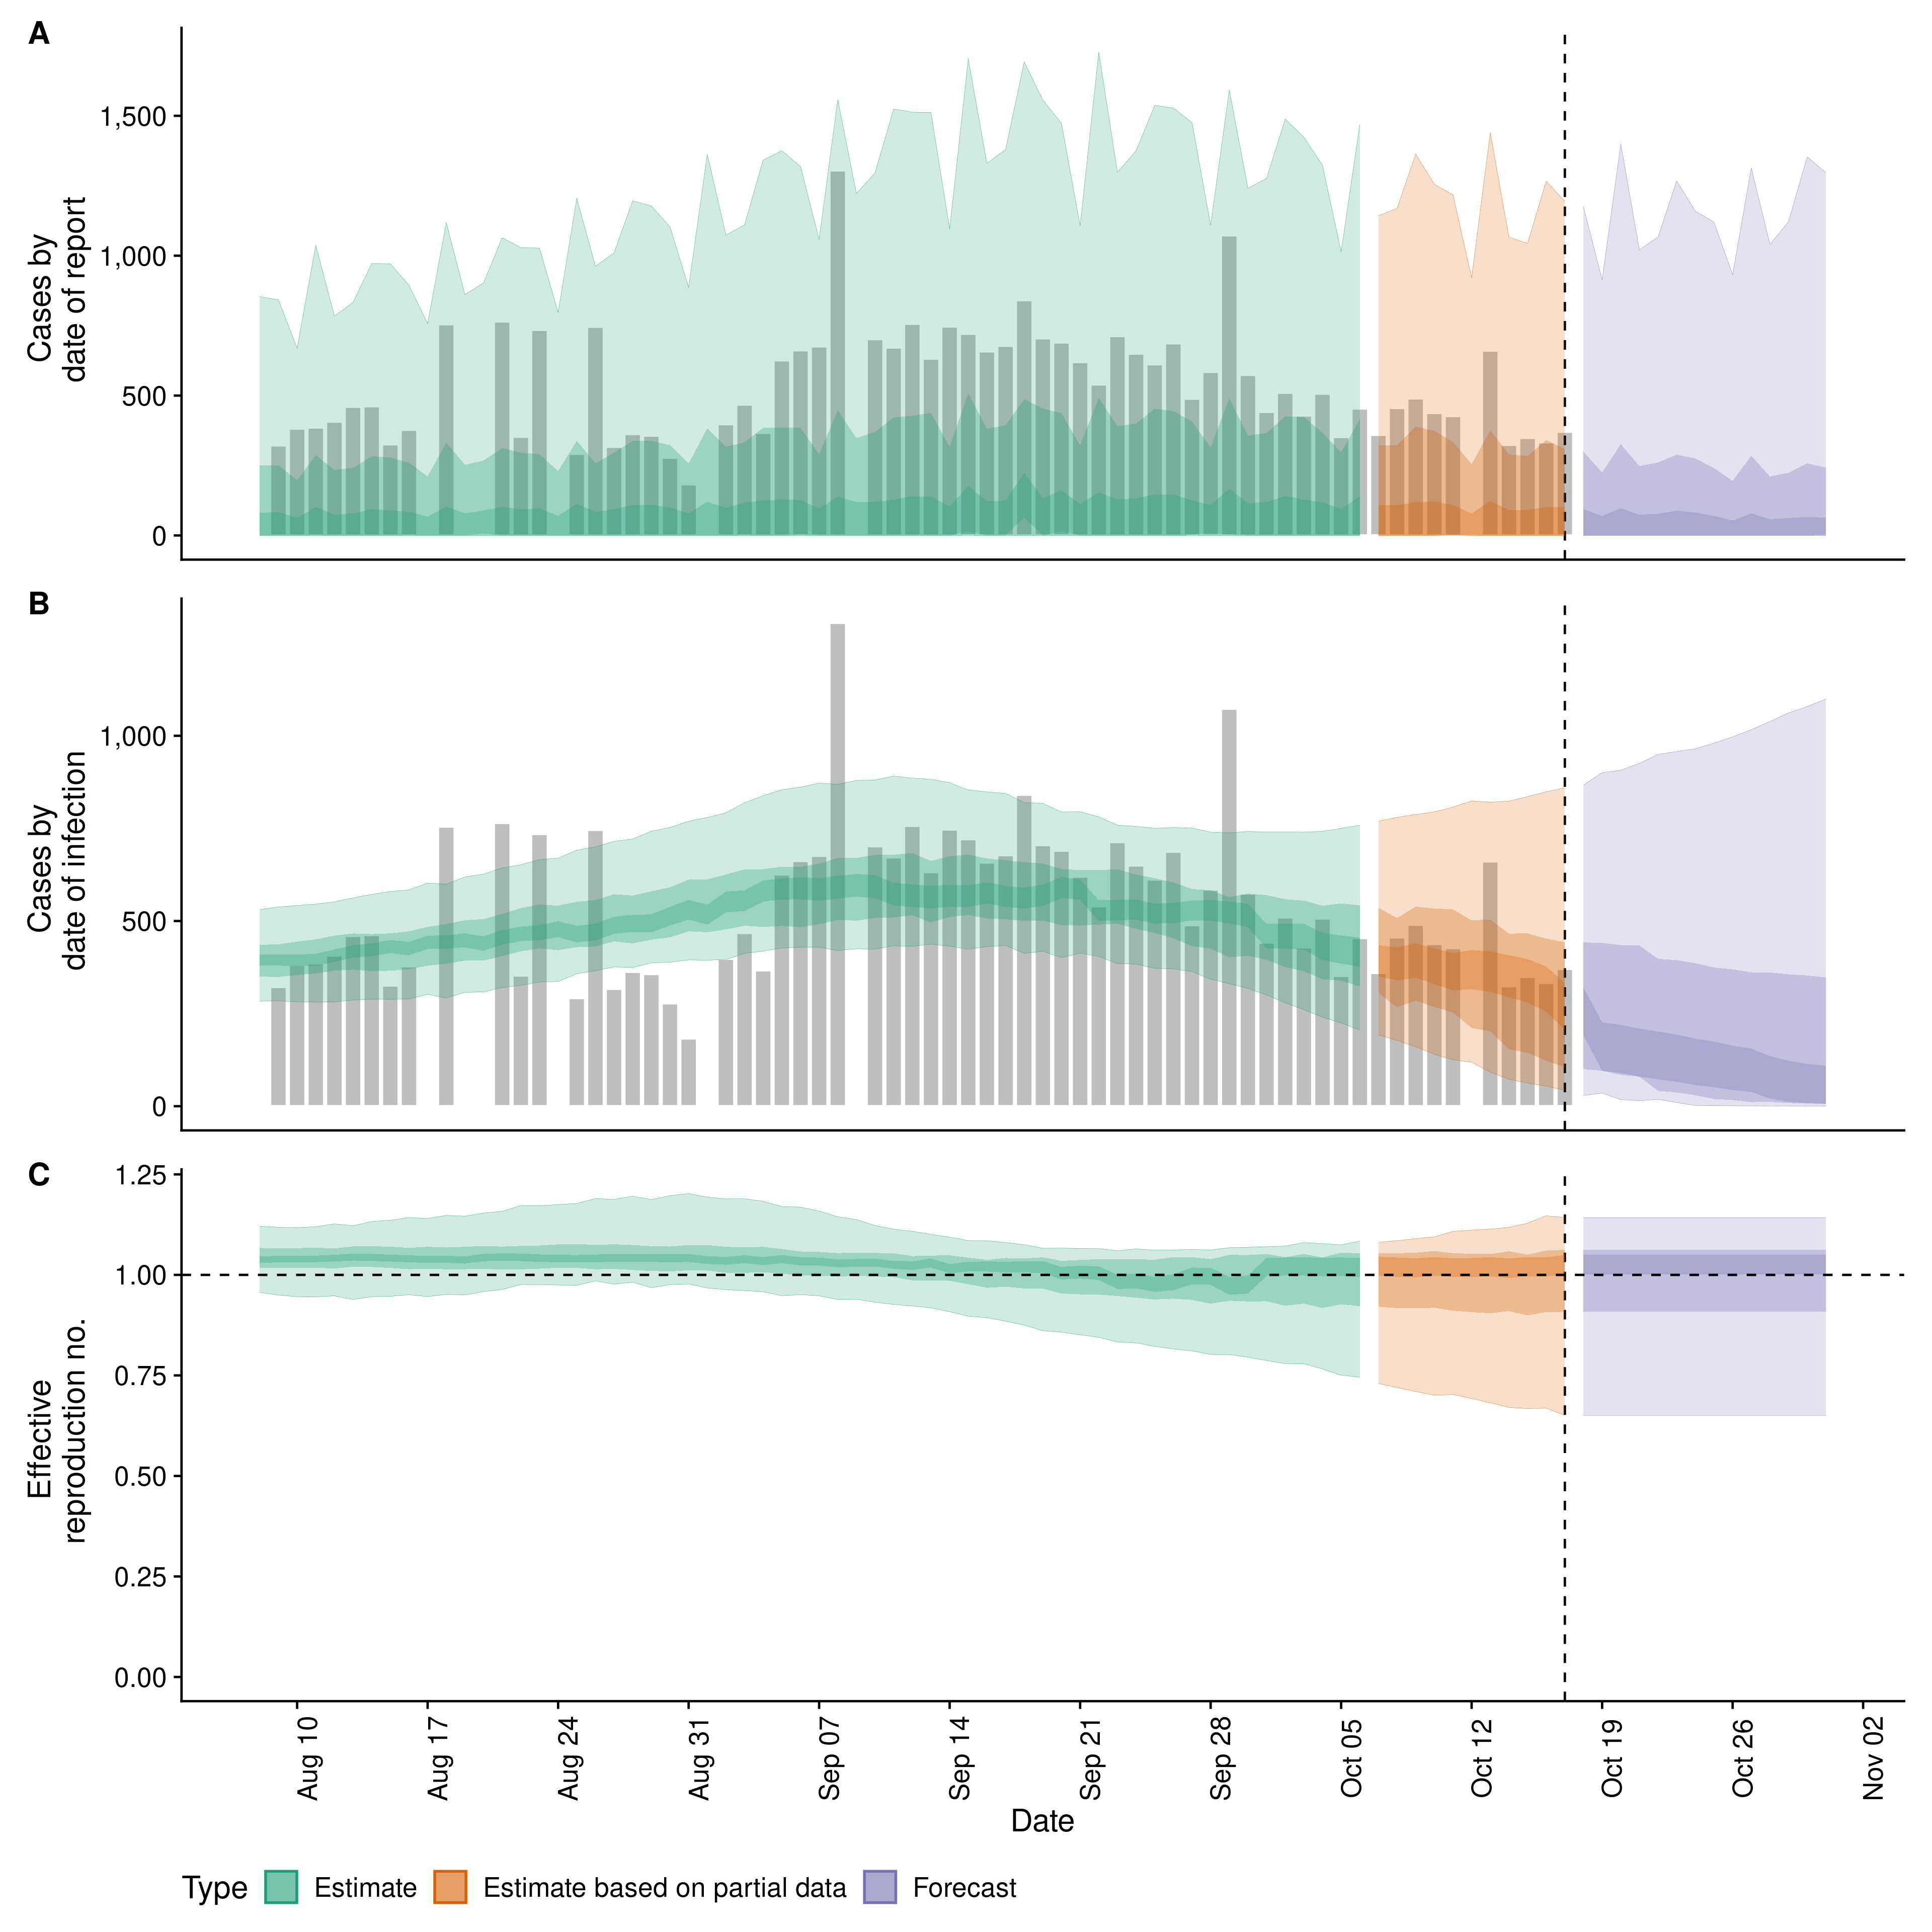 A
Cases by
date of report
1,500
1,000
500
0
B
Cases by
date of infection
1,000
500
0
C
Effective
reproduction no.
1.25
1.00
0.75
0.50
0.25
0.00
Aug 10
Aug 17
Aug 24
Aug 31
Sep 07
Sep 14
Sep 21
Sep 28
Oct 05
Oct 12
Oct 19
Oct 26
Nov 02
Date
Type Estimate Estimate based on partial data Forecast